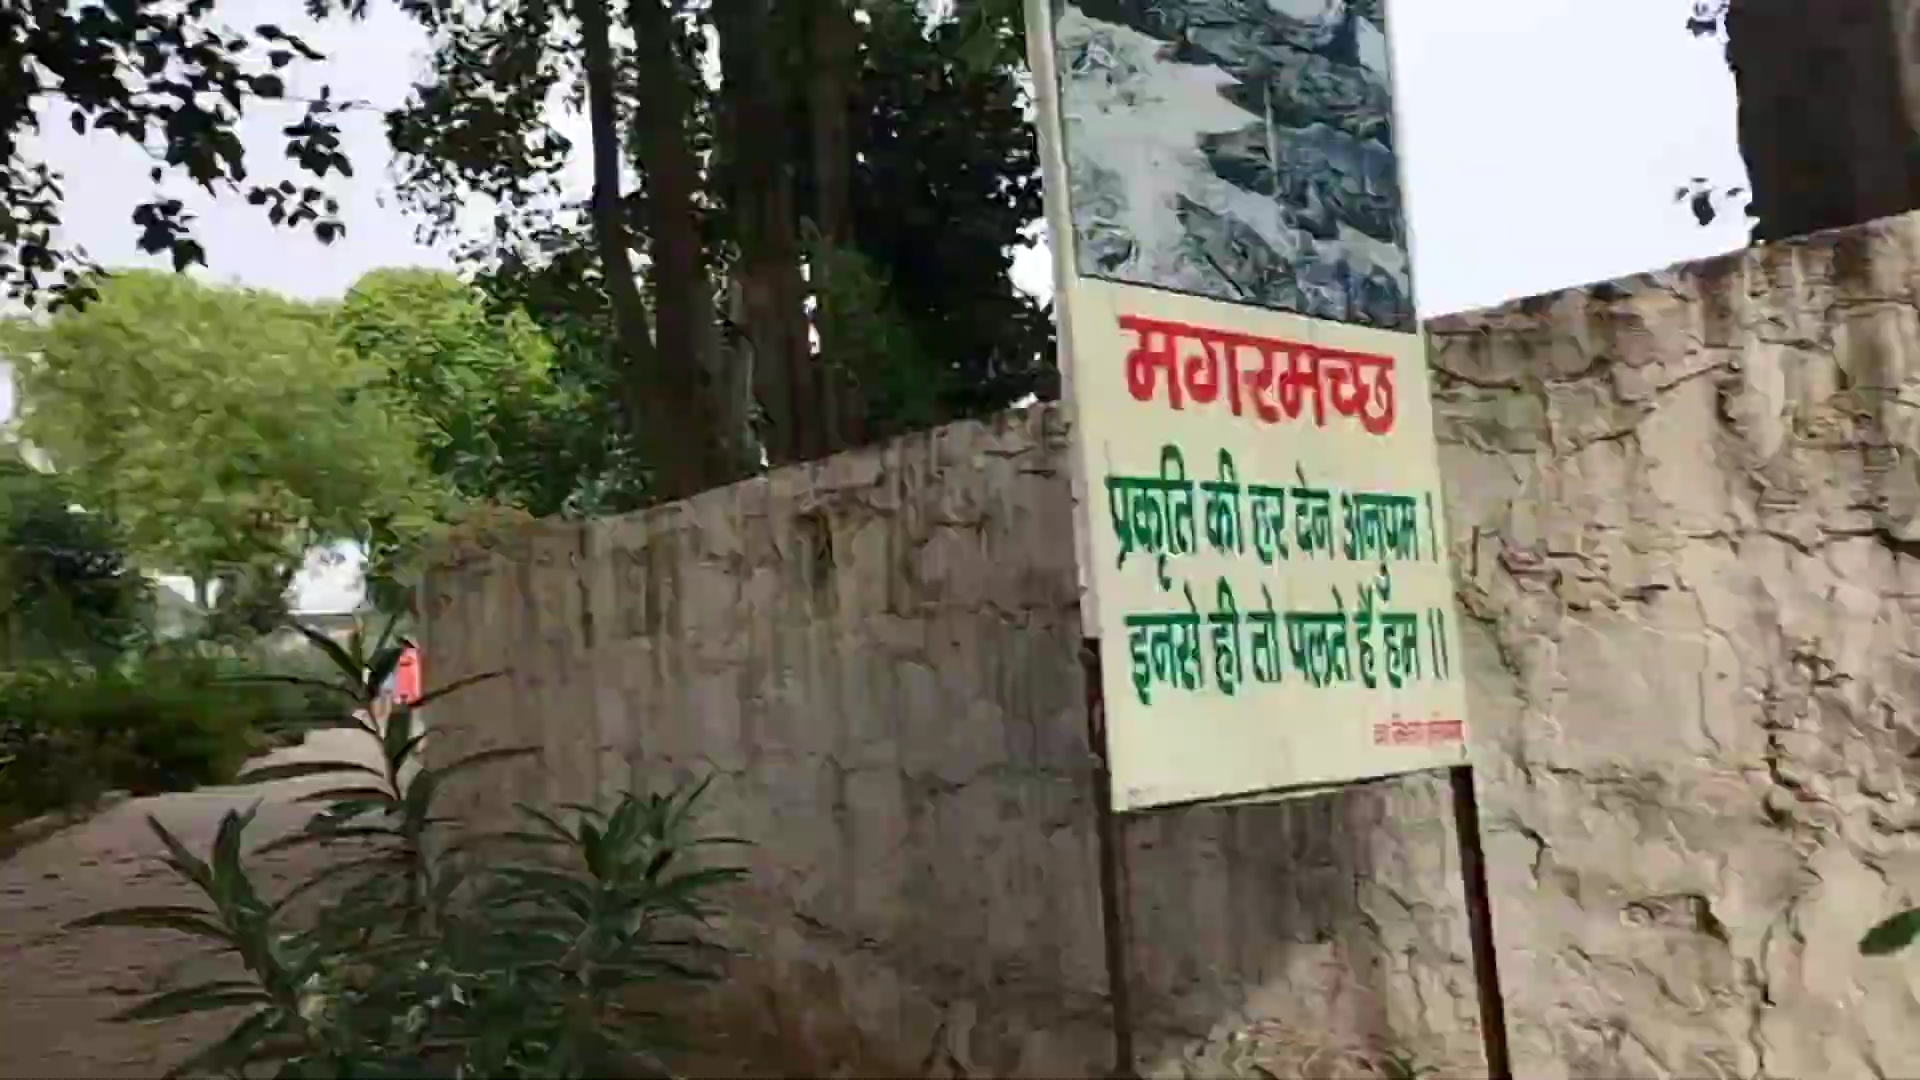 मगरमच्छ
प्रकृति की हर देन अनुपम ।
इनसे ही तो पलते हैं हम ।।